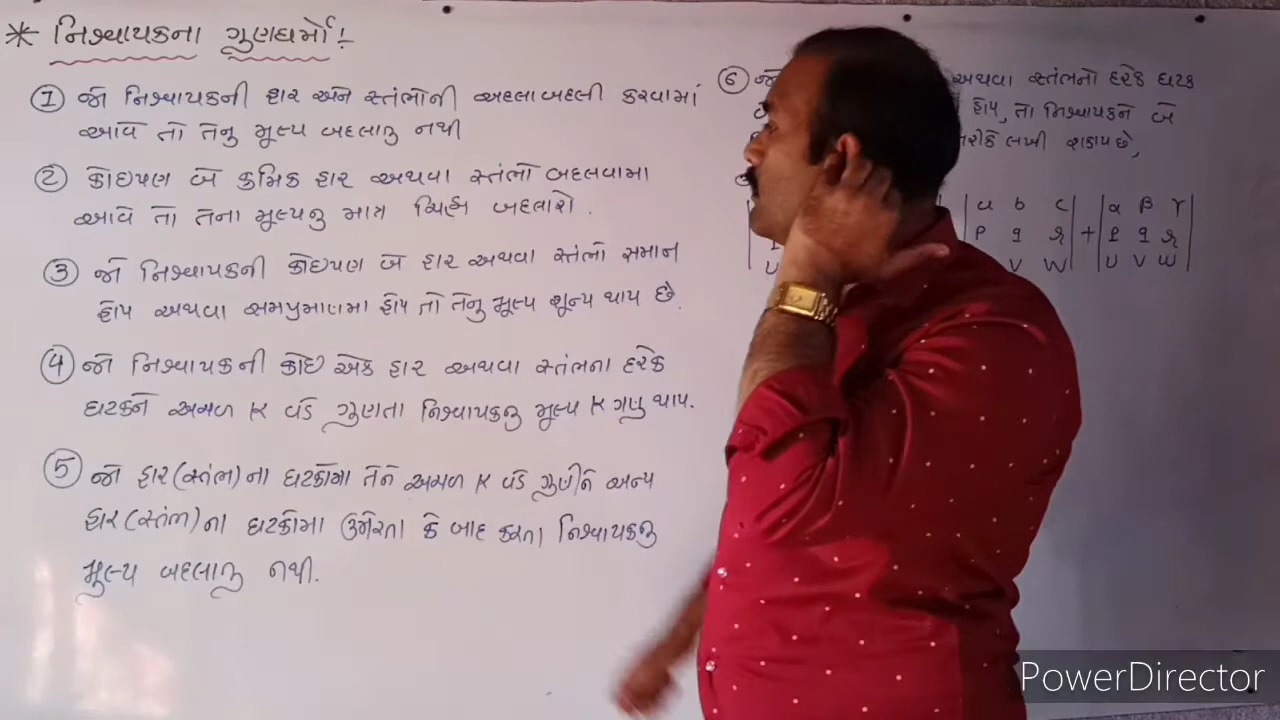 * નિશ્ચાયકના ગુણધર્મો!
① જો નિશ્ચાયકની હાર અને સ્તંભોની અદલાબદલી કરવામાં
આવે તો તેનુ મૂલ્ય બદલાતુ નથી
② કોઇપણ બે ક્રમિક હાર અથવા સ્તંભો બદલવામા
આવે તો તેના મૂલ્યનુ માત્ર ચિહ્ન બદલાશે.
③ જો નિશ્ચાયકની કોઇપણ બે હાર અથવા સ્તંભો સમાન
હોય અથવા સમપ્રમાણમા હોય તો તેનુ મૂલ્ય શૂન્ય થાય છે.
④ જો નિશ્ચાયકની કોઇ એક હાર અથવા સ્તંભના દરેક
ઘટકને અચળ K વડે ગુણતા નિશ્ચાયકનુ મૂલ્ય K ગણુ થાય.
⑤ જો હાર(સ્તંભ)ના ઘટકોમા તેને અચળ K વડે ગુણીને અન્ય
હાર(સ્તંભ)ના ઘટકોમા ઉમેરતા કે બાદ કરતા નિશ્ચાયકનુ
મૂલ્ય બદલાતુ નથી.
⑥ જો અથવા સ્તંભનો દરેક ઘટક
હોય, તો નિશ્ચાયકને બે
તરીકે લખી શકાય છે,
| a b c | | α β γ |
| p q r | + | p q r |
| u v w | | u v w |
PowerDirector